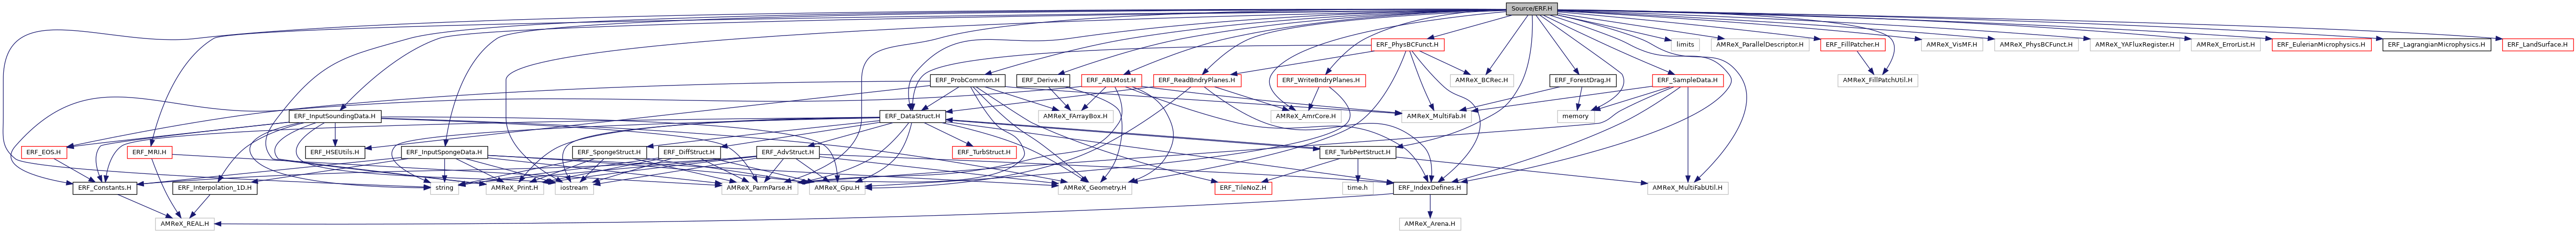 Source/ERF.H
ERF_PhysBCFunct.H
limits
AMReX_ParallelDescriptor.H
ERF_FillPatcher.H
AMReX_VisMF.H
AMReX_PhysBCFunct.H
AMReX_YAFluxRegister.H
AMReX_ErrorList.H
ERF_EulerianMicrophysics.H
ERF_LagrangianMicrophysics.H
ERF_LandSurface.H
ERF_ProbCommon.H
ERF_Derive.H
ERF_ABLMost.H
ERF_ReadBndryPlanes.H
ERF_WriteBndryPlanes.H
AMReX_BCRec.H
ERF_ForestDrag.H
ERF_SampleData.H
AMReX_FillPatchUtil.H
ERF_InputSoundingData.H
ERF_DataStruct.H
AMReX_FArrayBox.H
AMReX_AmrCore.H
AMReX_MultiFab.H
memory
ERF_EOS.H
ERF_MRI.H
ERF_HSEUtils.H
ERF_InputSpongeData.H
ERF_SpongeStruct.H
ERF_DiffStruct.H
ERF_AdvStruct.H
ERF_TurbStruct.H
ERF_TurbPertStruct.H
ERF_Constants.H
ERF_Interpolation_1D.H
string
AMReX_Print.H
iostream
AMReX_ParmParse.H
AMReX_Gpu.H
AMReX_Geometry.H
ERF_TileNoZ.H
time.h
ERF_IndexDefines.H
AMReX_MultiFabUtil.H
AMReX_REAL.H
AMReX_Arena.H